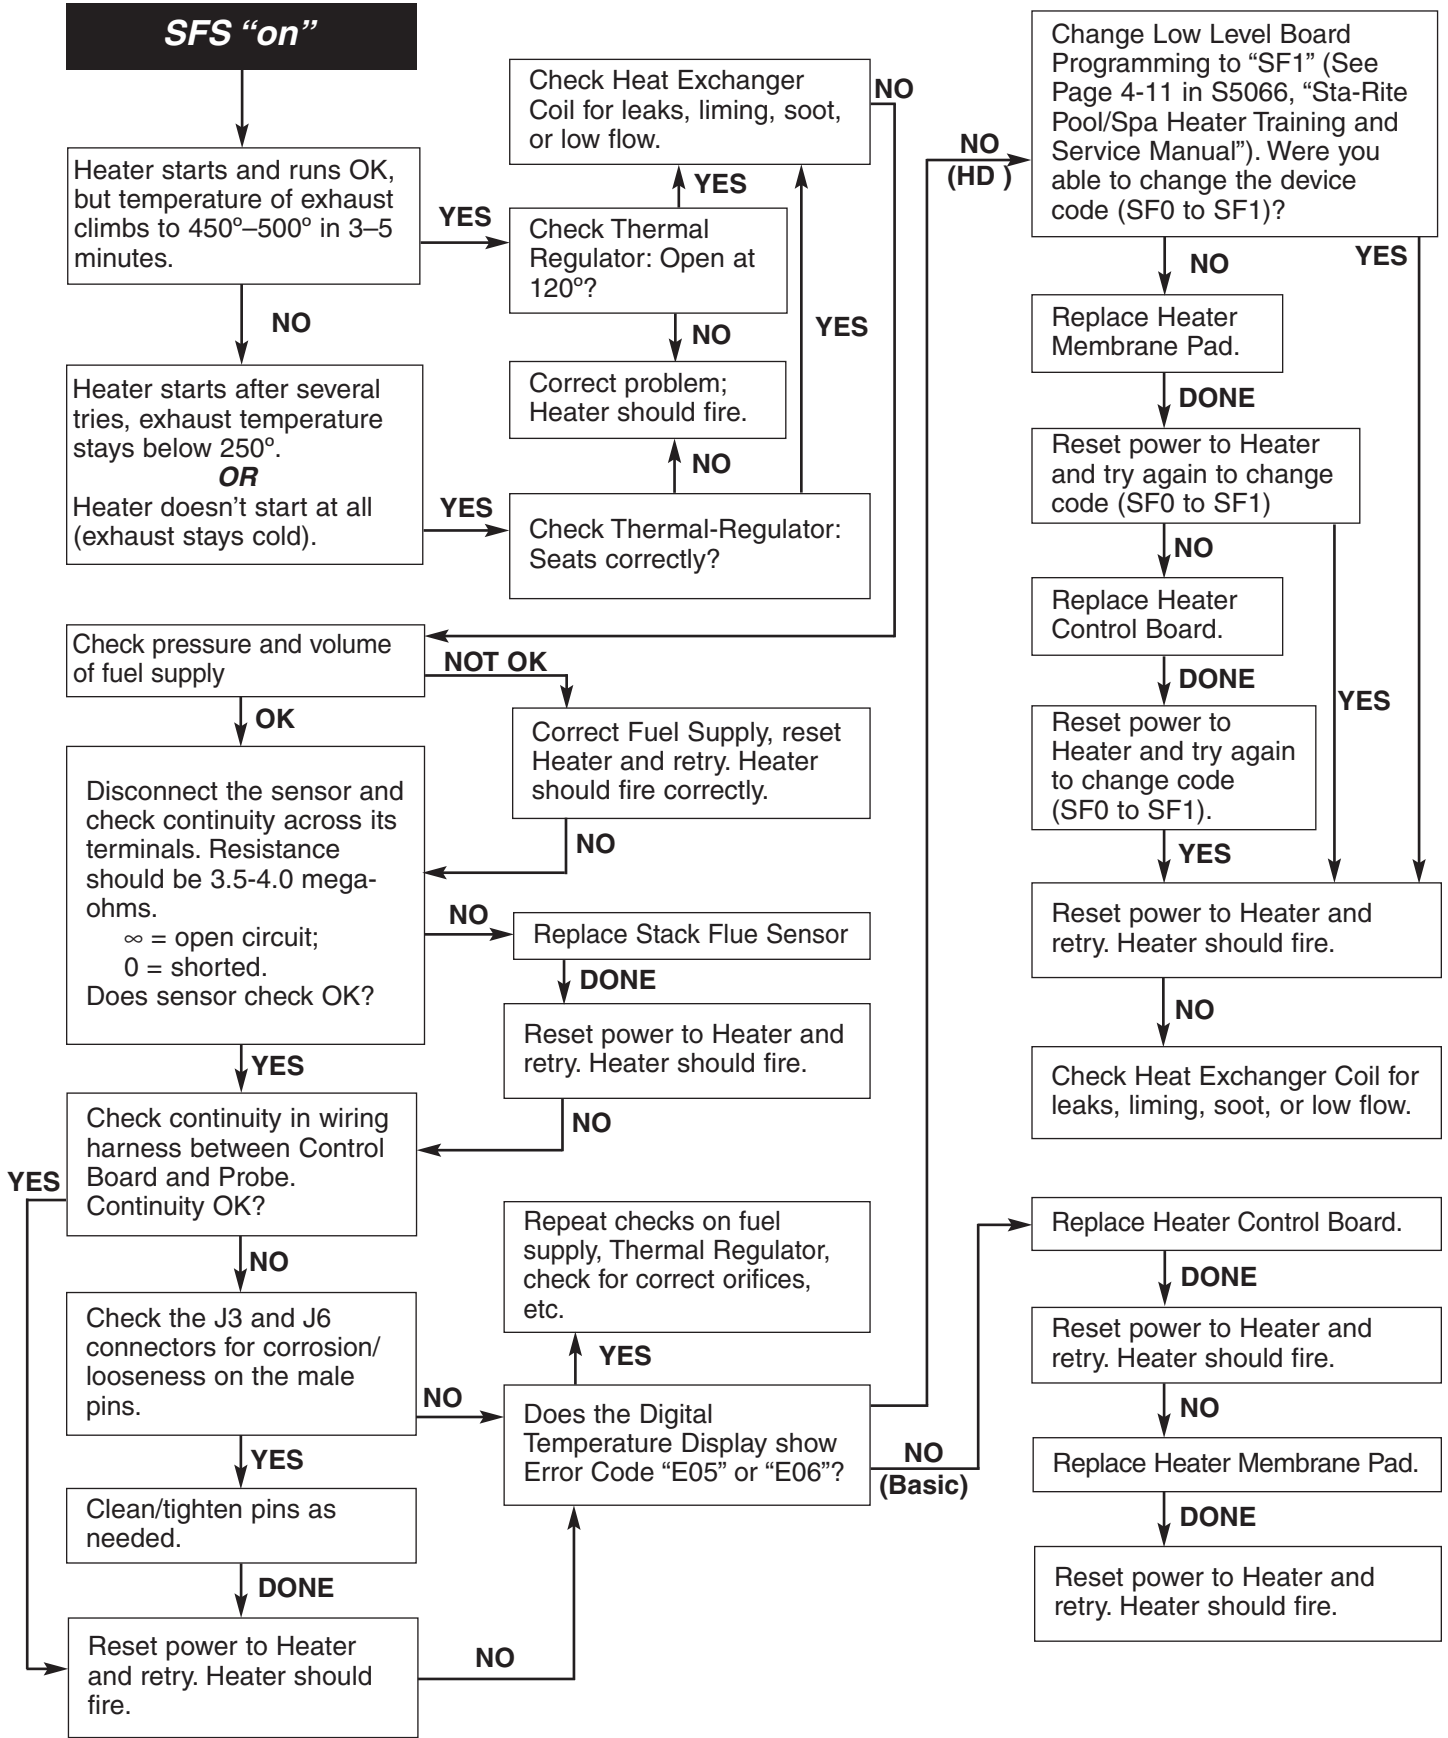 SFS “on”
Heater starts and runs OK,
but temperature of exhaust
climbs to 450º–500º in 3–5
minutes.
YES
NO
Heater starts after several
tries, exhaust temperature
stays below 250º.
OR
Heater doesn’t start at all
(exhaust stays cold).
YES
Check Heat Exchanger
Coil for leaks, liming, soot,
or low flow.
NO
YES
Check Thermal
Regulator: Open at
120º?
NO
YES
Correct problem;
Heater should fire.
NO
Check Thermal-Regulator:
Seats correctly?
Check pressure and volume
of fuel supply
NOT OK
OK
Correct Fuel Supply, reset
Heater and retry. Heater
should fire correctly.
NO
Disconnect the sensor and
check continuity across its
terminals. Resistance
should be 3.5-4.0 mega-
ohms.
∞ = open circuit;
0 = shorted.
Does sensor check OK?
NO
Replace Stack Flue Sensor
DONE
Reset power to Heater and
retry. Heater should fire.
NO
YES
Check continuity in wiring
harness between Control
Board and Probe.
Continuity OK?
YES
NO
Check the J3 and J6
connectors for corrosion/
looseness on the male
pins.
NO
YES
Clean/tighten pins as
needed.
DONE
Reset power to Heater
and retry. Heater should
fire.
NO
Repeat checks on fuel
supply, Thermal Regulator,
check for correct orifices,
etc.
YES
Does the Digital
Temperature Display show
Error Code “E05” or “E06”?
NO
(Basic)
NO
(HD )
Change Low Level Board
Programming to “SF1” (See
Page 4-11 in S5066, “Sta-Rite
Pool/Spa Heater Training and
Service Manual”). Were you
able to change the device
code (SF0 to SF1)?
NO
YES
Replace Heater
Membrane Pad.
DONE
Reset power to Heater
and try again to change
code (SF0 to SF1)
NO
YES
Replace Heater
Control Board.
DONE
Reset power to
Heater and try again
to change code
(SF0 to SF1).
YES
Reset power to Heater and
retry. Heater should fire.
NO
Check Heat Exchanger Coil for
leaks, liming, soot, or low flow.
Replace Heater Control Board.
DONE
Reset power to Heater and
retry. Heater should fire.
NO
Replace Heater Membrane Pad.
DONE
Reset power to Heater and
retry. Heater should fire.